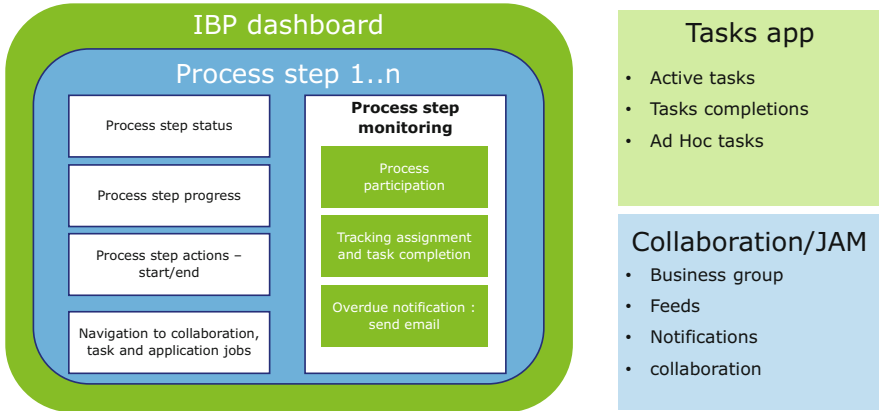 IBP dashboard
Process step 1..n
Process step status
Process step progress
Process step actions –
start/end
Navigation to collaboration,
task and application jobs
Process step
monitoring
Process
participation
Tracking assignment
and task completion
Overdue notification :
send email
Tasks app
• Active tasks
• Tasks completions
• Ad Hoc tasks
Collaboration/JAM
• Business group
• Feeds
• Notifications
• collaboration